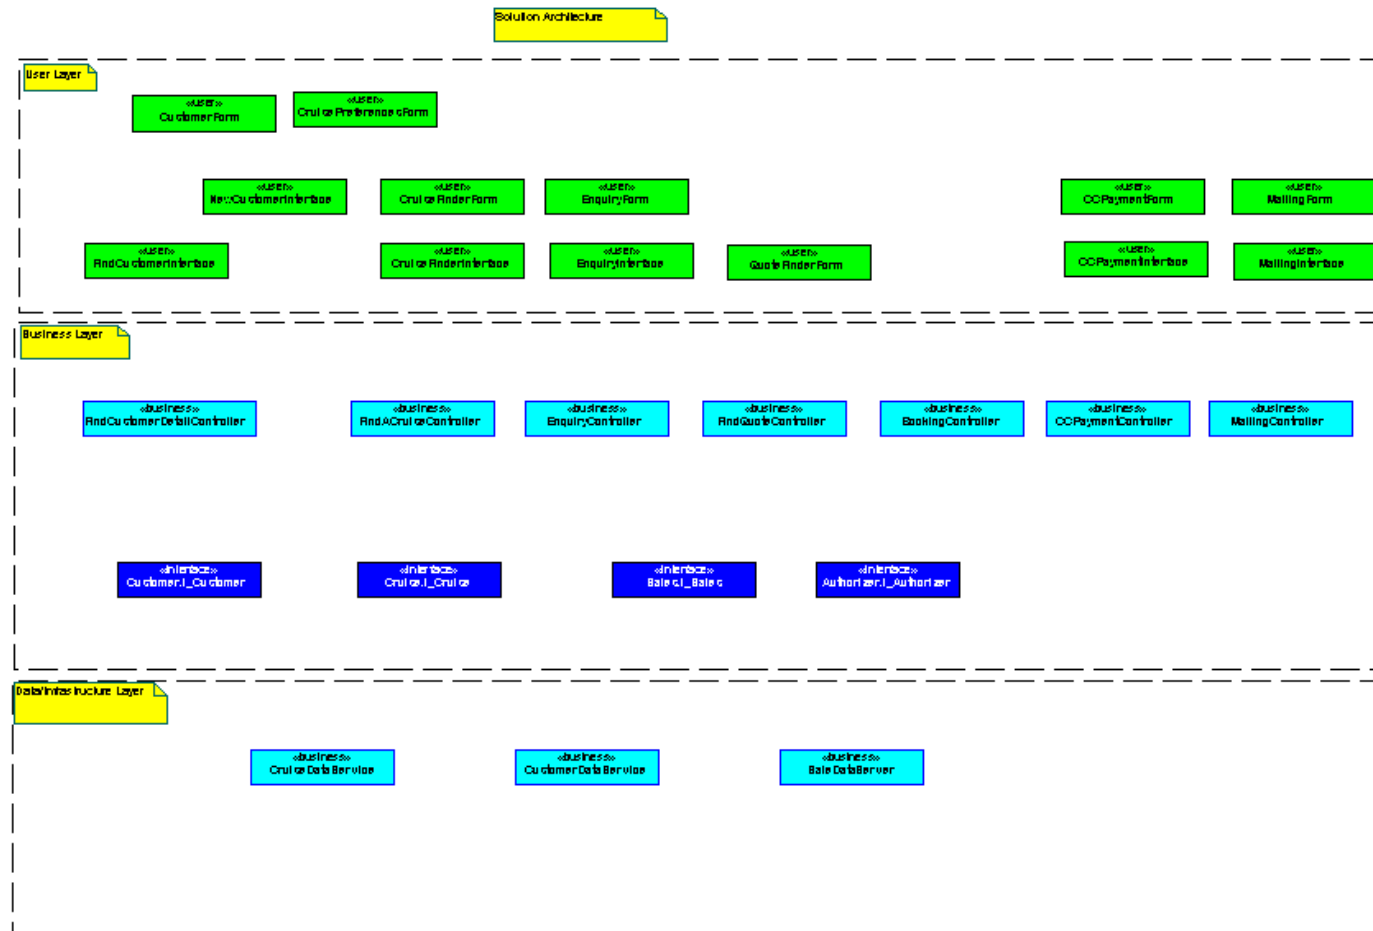 Solution Architecture
User Layer
«user»
CustomerForm
«user»
CruisePreferencesForm
«user»
NewCustomerInterface
«user»
CruiseFinderForm
«user»
EnquiryForm
«user»
CCPaymentForm
«user»
MailingForm
«user»
FindCustomerInterface
«user»
CruiseFinderInterface
«user»
EnquiryInterface
«user»
QuoteFinderForm
«user»
CCPaymentInterface
«user»
MailingInterface
Business Layer
«business»
FindCustomerDetailController
«business»
FindACruiseController
«business»
EnquiryController
«business»
FindQuoteController
«business»
BookingController
«business»
CCPaymentController
«business»
MailingController
«interface»
Customer.I_Customer
«interface»
Cruise.I_Cruise
«interface»
Sales.I_Sales
«interface»
Authorizer.I_Authorizer
Data/Infrastructure Layer
«business»
CruiseDataService
«business»
CustomerDataService
«business»
SaleDataServer